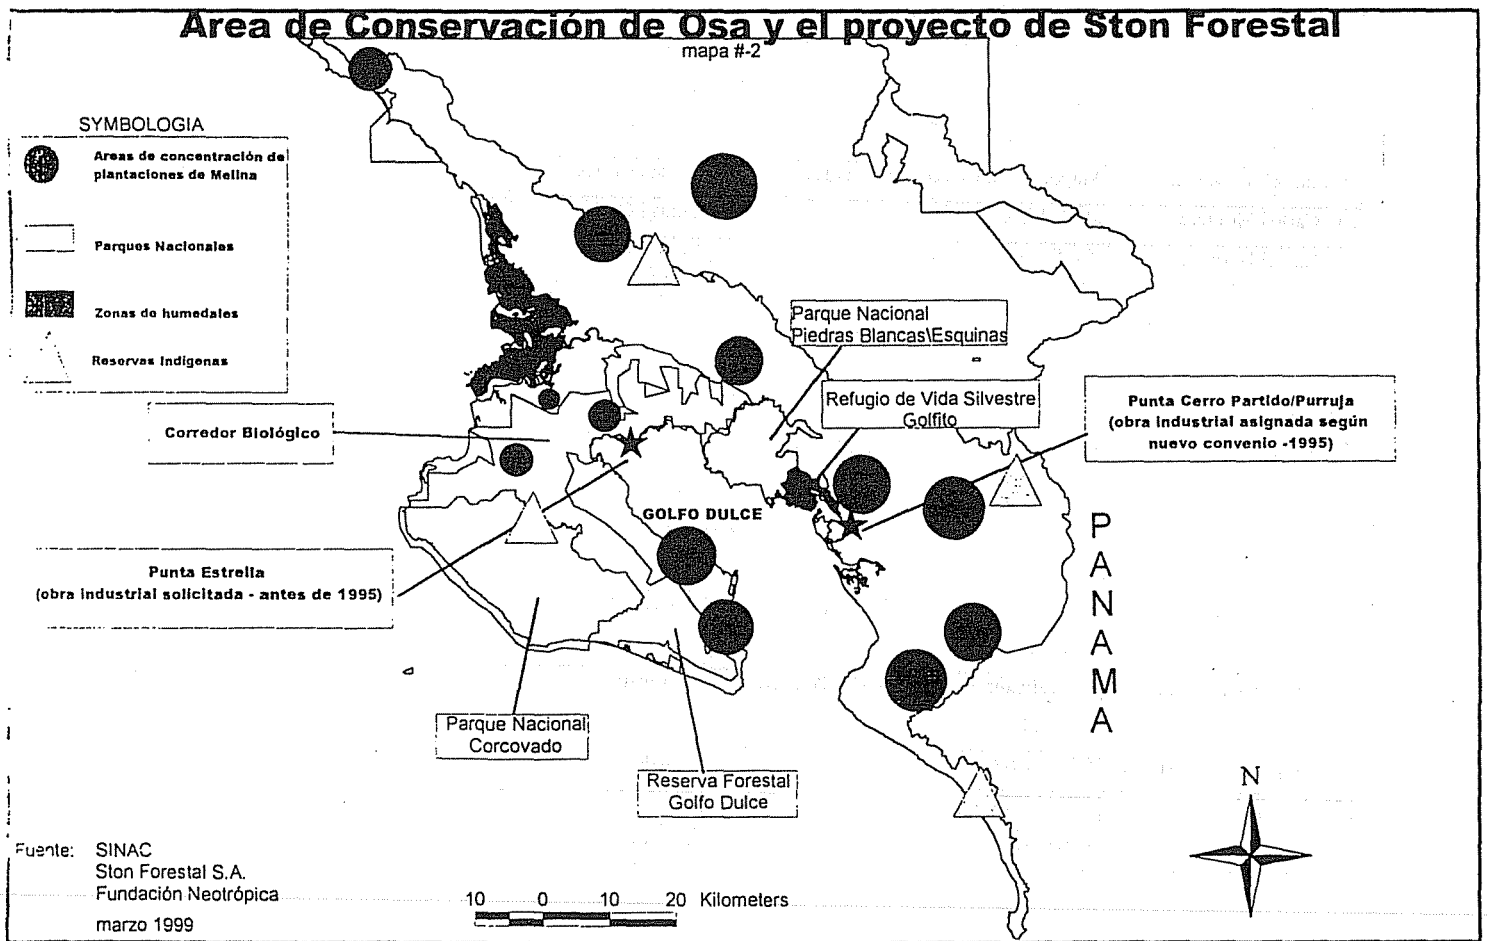 Area de Conservación de Osa y el proyecto de Ston Forestal
mapa #-2
SYMBOLOGIA
Areas de concentración de
plantaciones de Melina
Parques Nacionales
Zonas de humedales
Reservas Indígenas
Parque Nacional
Piedras Blancas\Esquinas
Refugio de Vida Silvestre
Golfito
Punta Cerro Partido/Purruja
(obra industrial asignada según
nuevo convenio -1995)
Corredor Biológico
GOLFO DULCE
Punta Estrella
(obra industrial solicitada - antes de 1995)
PANAMA
Parque Nacional
Corcovado
Reserva Forestal
Golfo Dulce
N
Fuente: SINAC
Ston Forestal S.A.
Fundación Neotrópica
marzo 1999
10 0 10 20 Kilometers